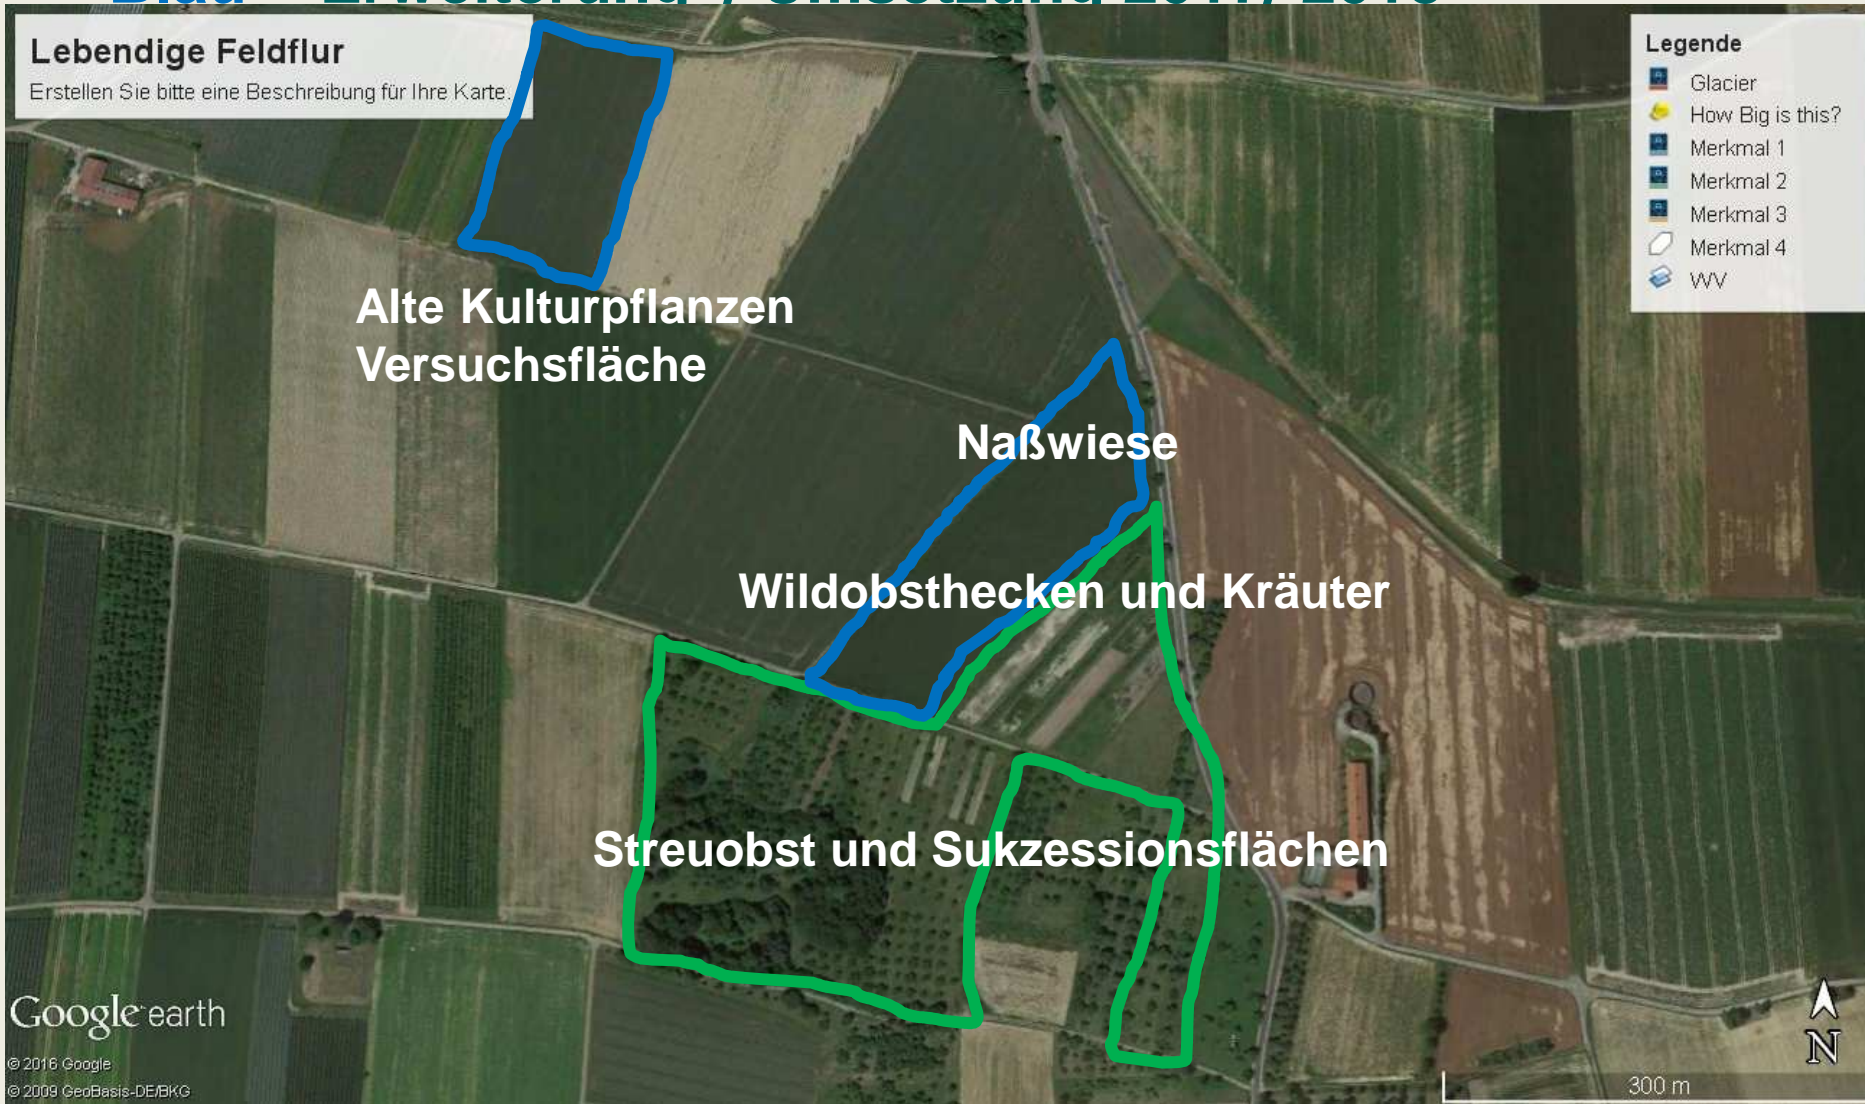 Lebendige Feldflur
Erstellen Sie bitte eine Beschreibung für Ihre Karte.
Legende
Glacier
How Big is this?
Merkmal 1
Merkmal 2
Merkmal 3
Merkmal 4
WV
Alte Kulturpflanzen
Versuchsfläche
Naßwiese
Wildobsthecken und Kräuter
Streuobst und Sukzessionsflächen
Google earth
© 2016 Google
© 2009 GeoBasis-DE/BKG
N
300 m